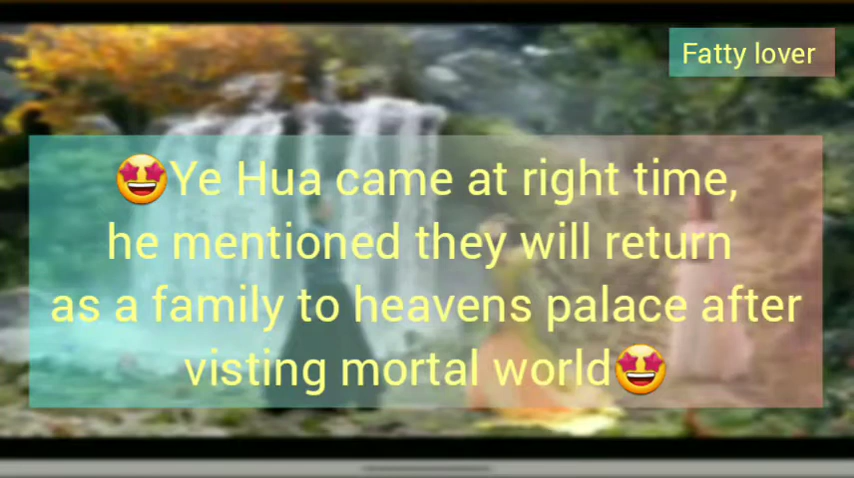 Fatty lover
🤩Ye Hua came at right time,
he mentioned they will return
as a family to heavens palace after
visting mortal world🤩